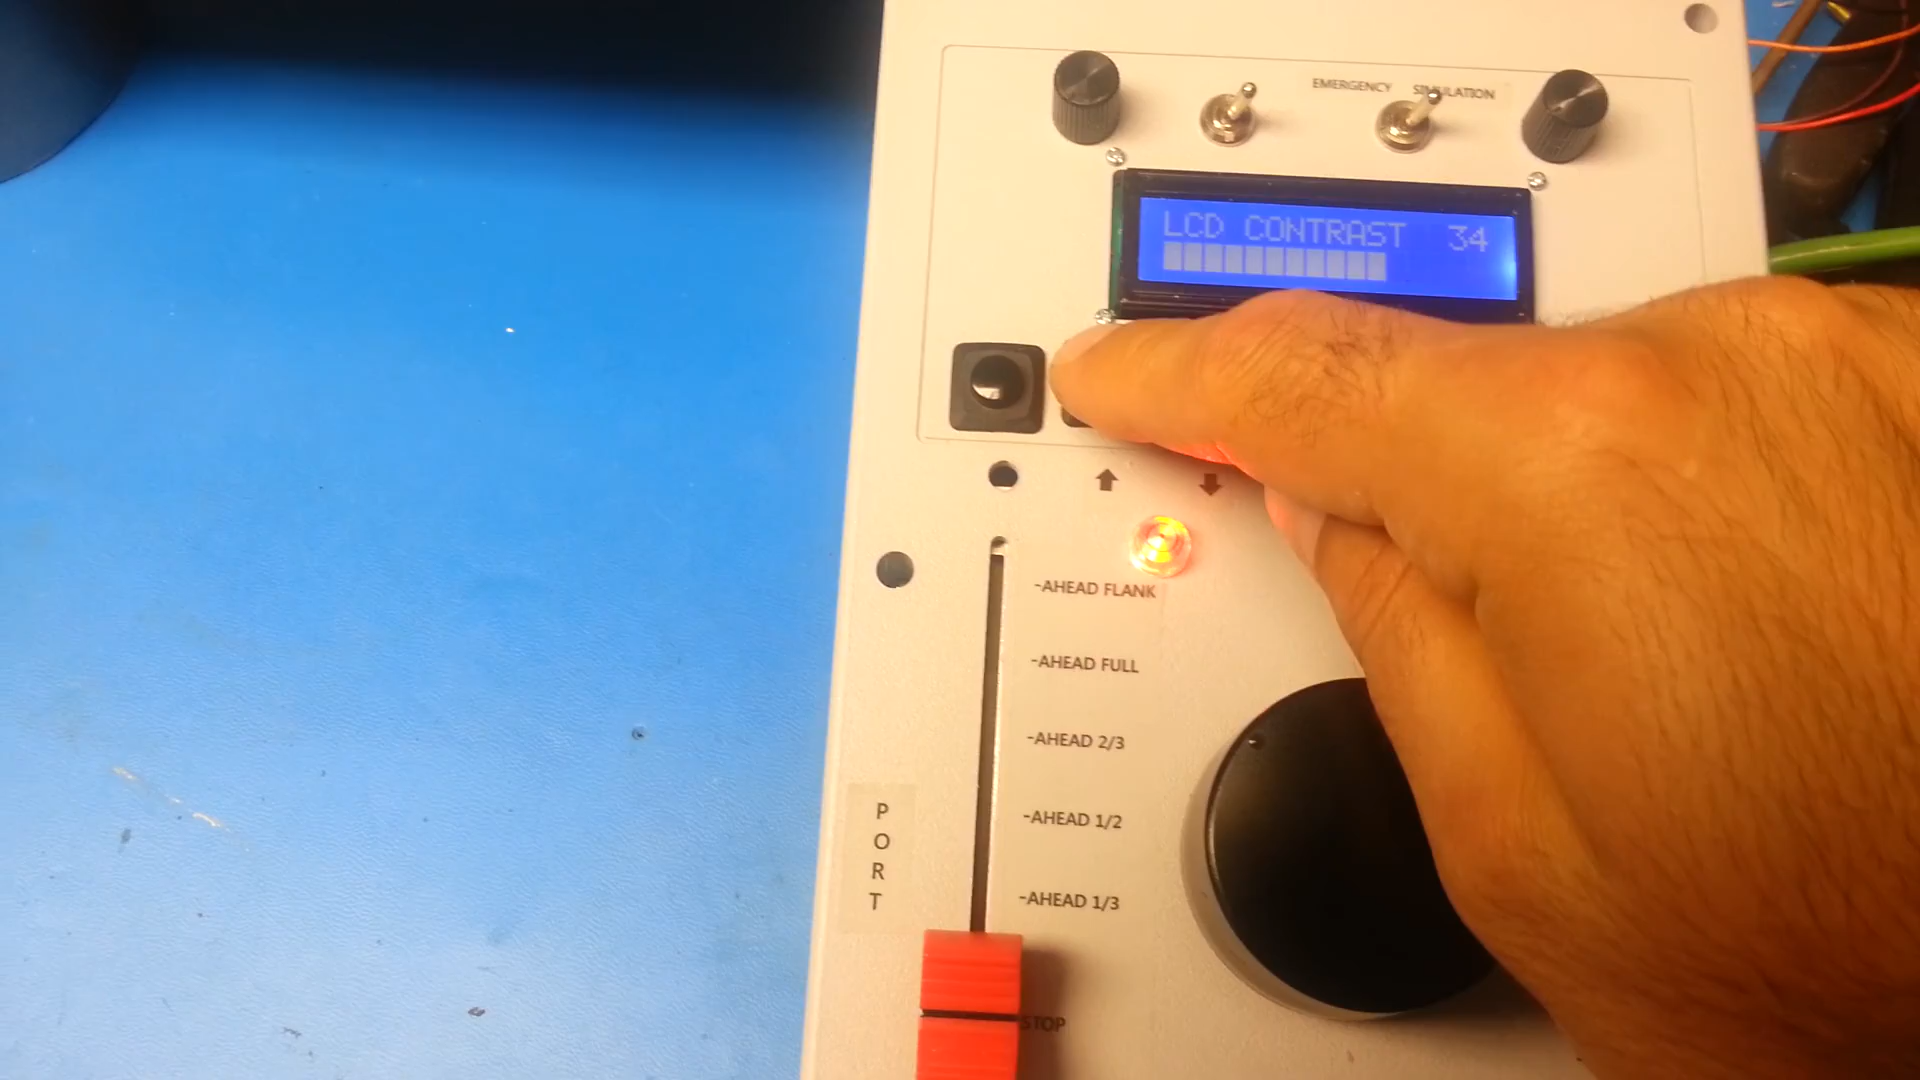 EMERGENCY SIMULATION
LCD CONTRAST 34
-AHEAD FLANK
-AHEAD FULL
-AHEAD 2/3
-AHEAD 1/2
-AHEAD 1/3
PORT
STOP